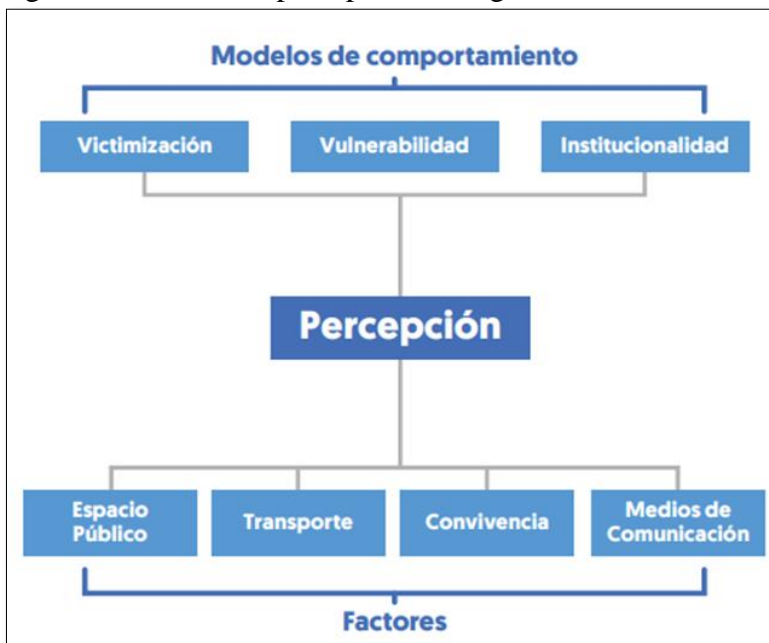 Modelos de comportamiento
Victimización
Vulnerabilidad
Institucionalidad
Percepción
Espacio
Público
Transporte
Convivencia
Medios de
Comunicación
Factores